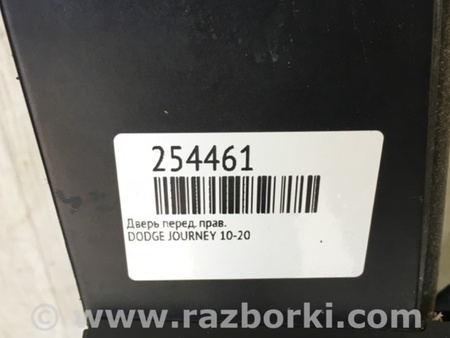 254461
Дверь перед. прав.
DODGE JOURNEY 10-20
www.razborki.com